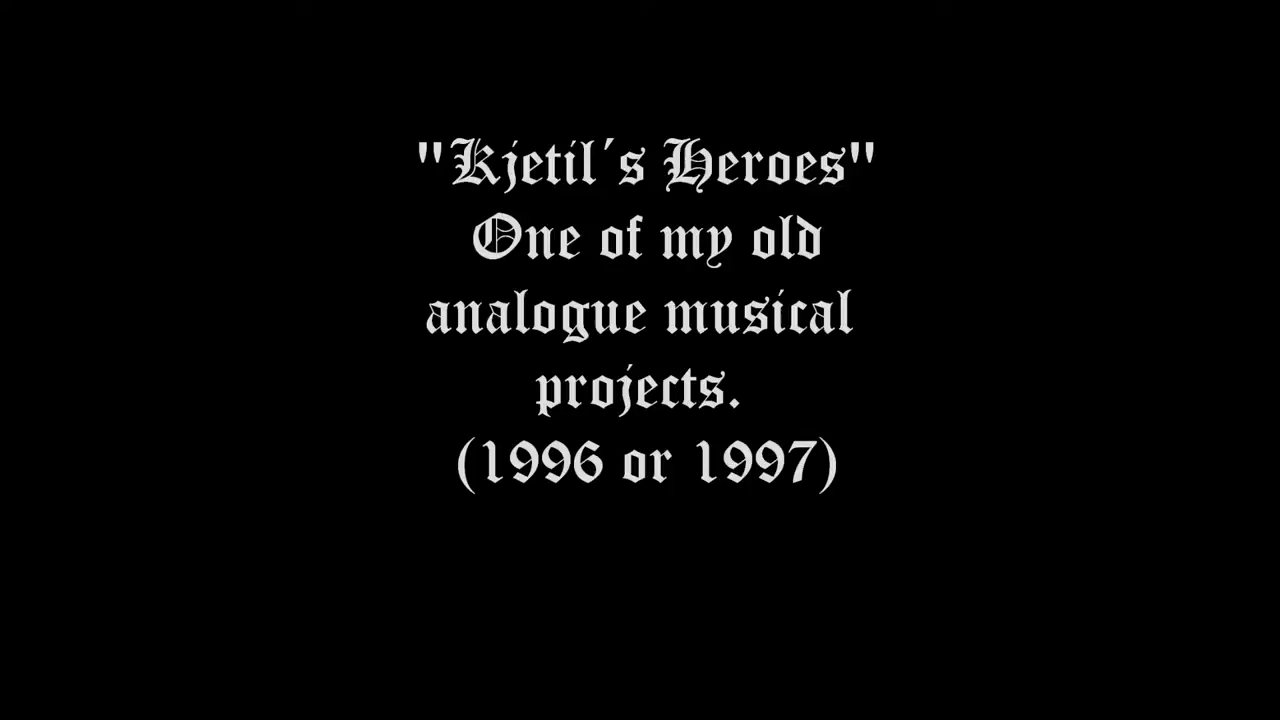 "Kjetil´s Heroes"
One of my old
analogue musical
projects.
(1996 or 1997)